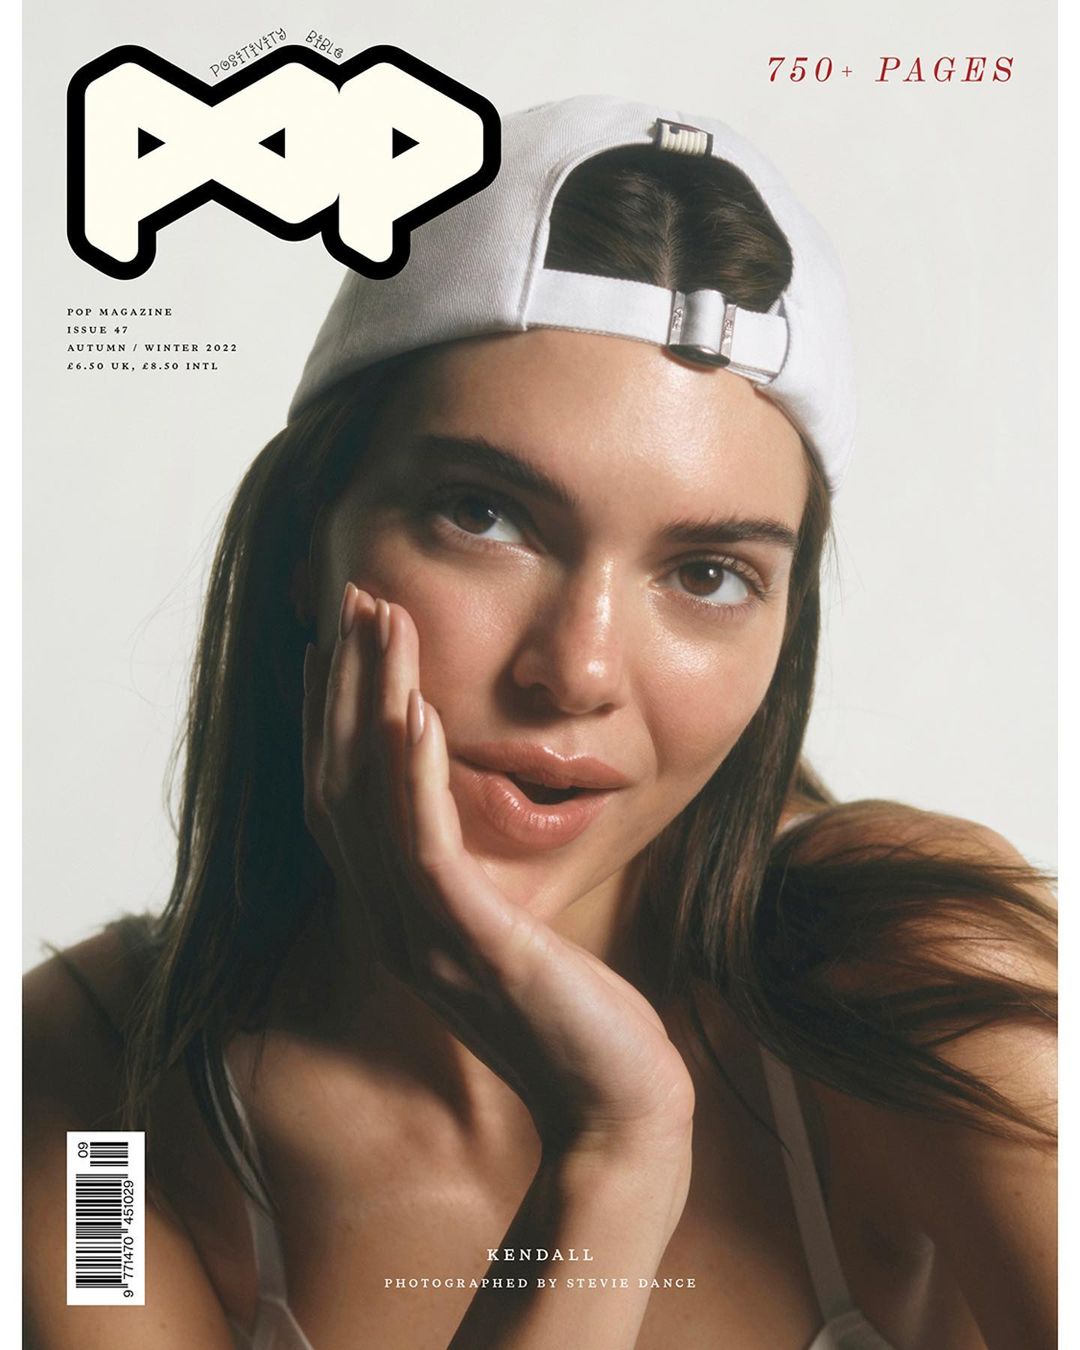 POSITIVITY BIBLE
POP
750+ PAGES
POP MAGAZINE
ISSUE 47
AUTUMN / WINTER 2022
£6.50 UK, £8.50 INTL
09
9 771470 451029
KENDALL
PHOTOGRAPHED BY STEVIE DANCE